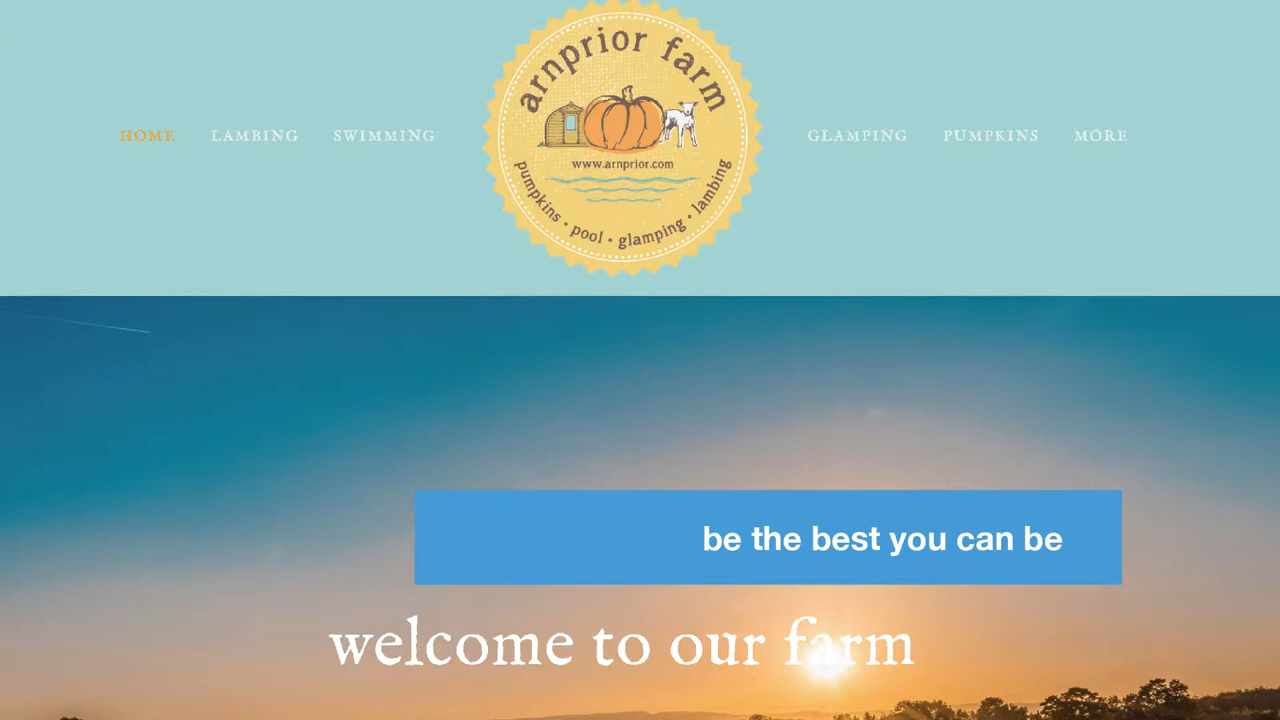 arnprior farm
HOME LAMBING SWIMMING
GLAMPING PUMPKINS MORE
www.arnprior.com
pumpkins • pool • glamping • lambing
be the best you can be
welcome to our farm